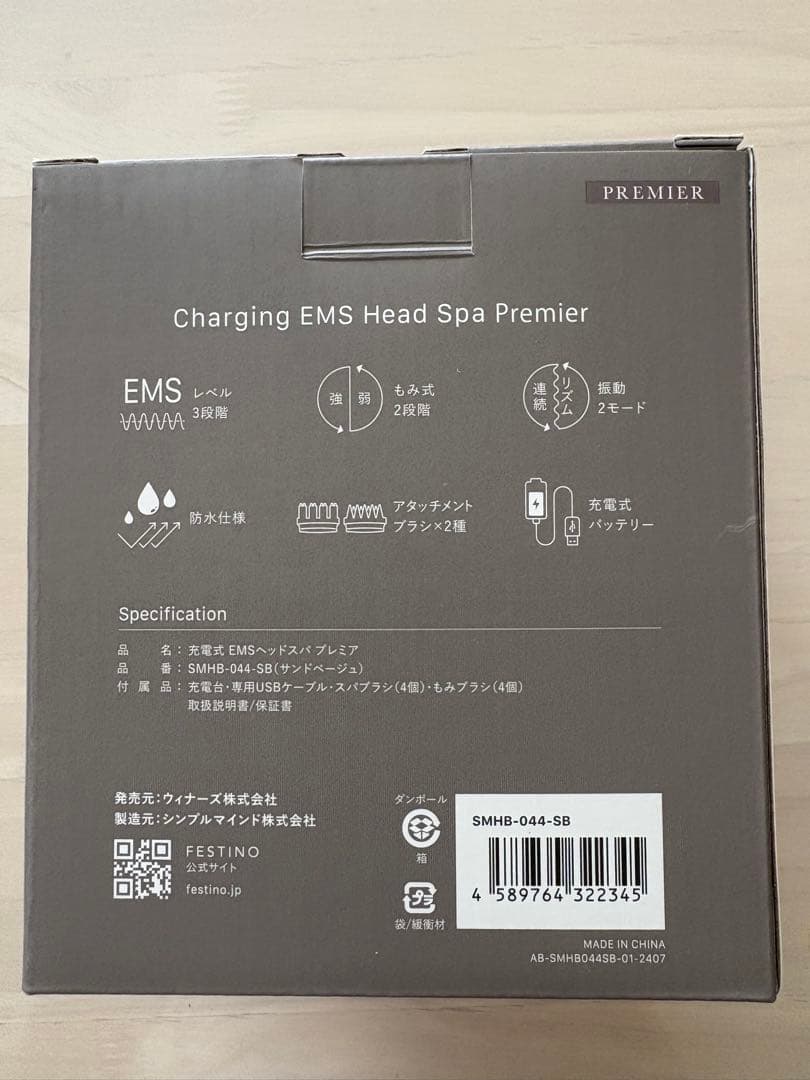 PREMIER
Charging EMS Head Spa Premier
EMS レベル
3段階
強 弱
もみ式
2段階
連続 リズム
振動
2モード
防水仕様
アタッチメント
ブラシ×2種
充電式
バッテリー
Specification
品 名：充電式 EMSヘッドスパ プレミア
品 番：SMHB-044-SB（サンドベージュ）
付 属 品：充電台・専用USBケーブル・スパブラシ（4個）・もみブラシ（4個）
取扱説明書/保証書
発売元：ウィナーズ株式会社
製造元：シンプルマインド株式会社
FESTINO
公式サイト
festino.jp
ダンボール
箱
プラ
袋/緩衝材
SMHB-044-SB
4 589764 322345
MADE IN CHINA
AB-SMHB044SB-01-2407